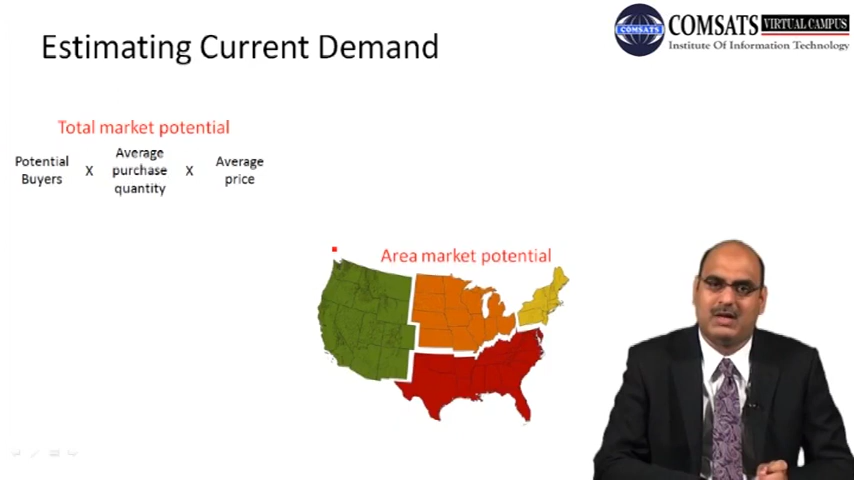 Estimating Current Demand
COMSATS VIRTUAL CAMPUS
COMSATS
Institute Of Information Technology
Total market potential
Potential
Buyers
X
Average
purchase
quantity
X
Average
price
Area market potential